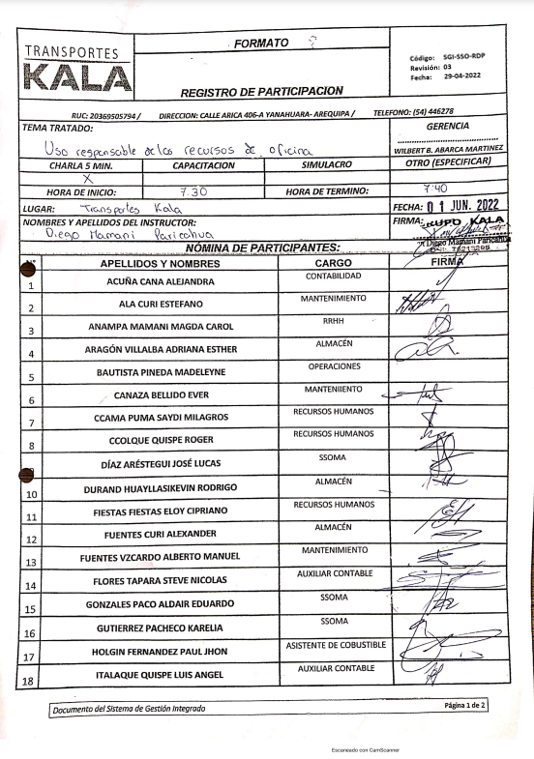 TRANSPORTES
KALA
FORMATO
REGISTRO DE PARTICIPACION
Código: SGI-SSO-RDP
Revisión: 03
Fecha: 29-04-2022
RUC: 20369505794 / DIRECCION: CALLE ARICA 406-A YANAHUARA- AREQUIPA / TELEFONO: (54) 446278
TEMA TRATADO: GERENCIA
Uso responsable de los recursos de oficina
WILBERT B. ABARCA MARTINEZ
CHARLA 5 MIN. CAPACITACION SIMULACRO OTRO (ESPECIFICAR)
X
HORA DE INICIO: 7:30 HORA DE TERMINO: 7:40
LUGAR: Transportes Kala FECHA: 01 JUN. 2022
NOMBRES Y APELLIDOS DEL INSTRUCTOR: FIRMA: GRUPO KALA
Diego Mamani Paricahua
Diego Mamani Paricahua
NÓMINA DE PARTICIPANTES:
APELLIDOS Y NOMBRES CARGO FIRMA
1 ACUÑA CANA ALEJANDRA CONTABILIDAD
2 ALA CURI ESTEFANO MANTENIMIENTO
3 ANAMPA MAMANI MAGDA CAROL RRHH
4 ARAGÓN VILLALBA ADRIANA ESTHER ALMACÉN
5 BAUTISTA PINEDA MADELEYNE OPERACIONES
6 CANAZA BELLIDO EVER MANTENIIENTO
7 CCAMA PUMA SAYDI MILAGROS RECURSOS HUMANOS
8 CCOLQUE QUISPE ROGER RECURSOS HUMANOS
DÍAZ ARÉSTEGUI JOSÉ LUCAS SSOMA
10 DURAND HUAYLLASIKEVIN RODRIGO ALMACÉN
11 FIESTAS FIESTAS ELOY CIPRIANO RECURSOS HUMANOS
12 FUENTES CURI ALEXANDER ALMACÉN
13 FUENTES VZCARDO ALBERTO MANUEL MANTENIMIENTO
14 FLORES TAPARA STEVE NICOLAS AUXILIAR CONTABLE
15 GONZALES PACO ALDAIR EDUARDO SSOMA
16 GUTIERREZ PACHECO KARELIA SSOMA
17 HOLGIN FERNANDEZ PAUL JHON ASISTENTE DE COBUSTIBLE
18 ITALAQUE QUISPE LUIS ANGEL AUXILIAR CONTABLE
Documento del Sistema de Gestión Integrado Página 1 de 2
Escaneado con CamScanner